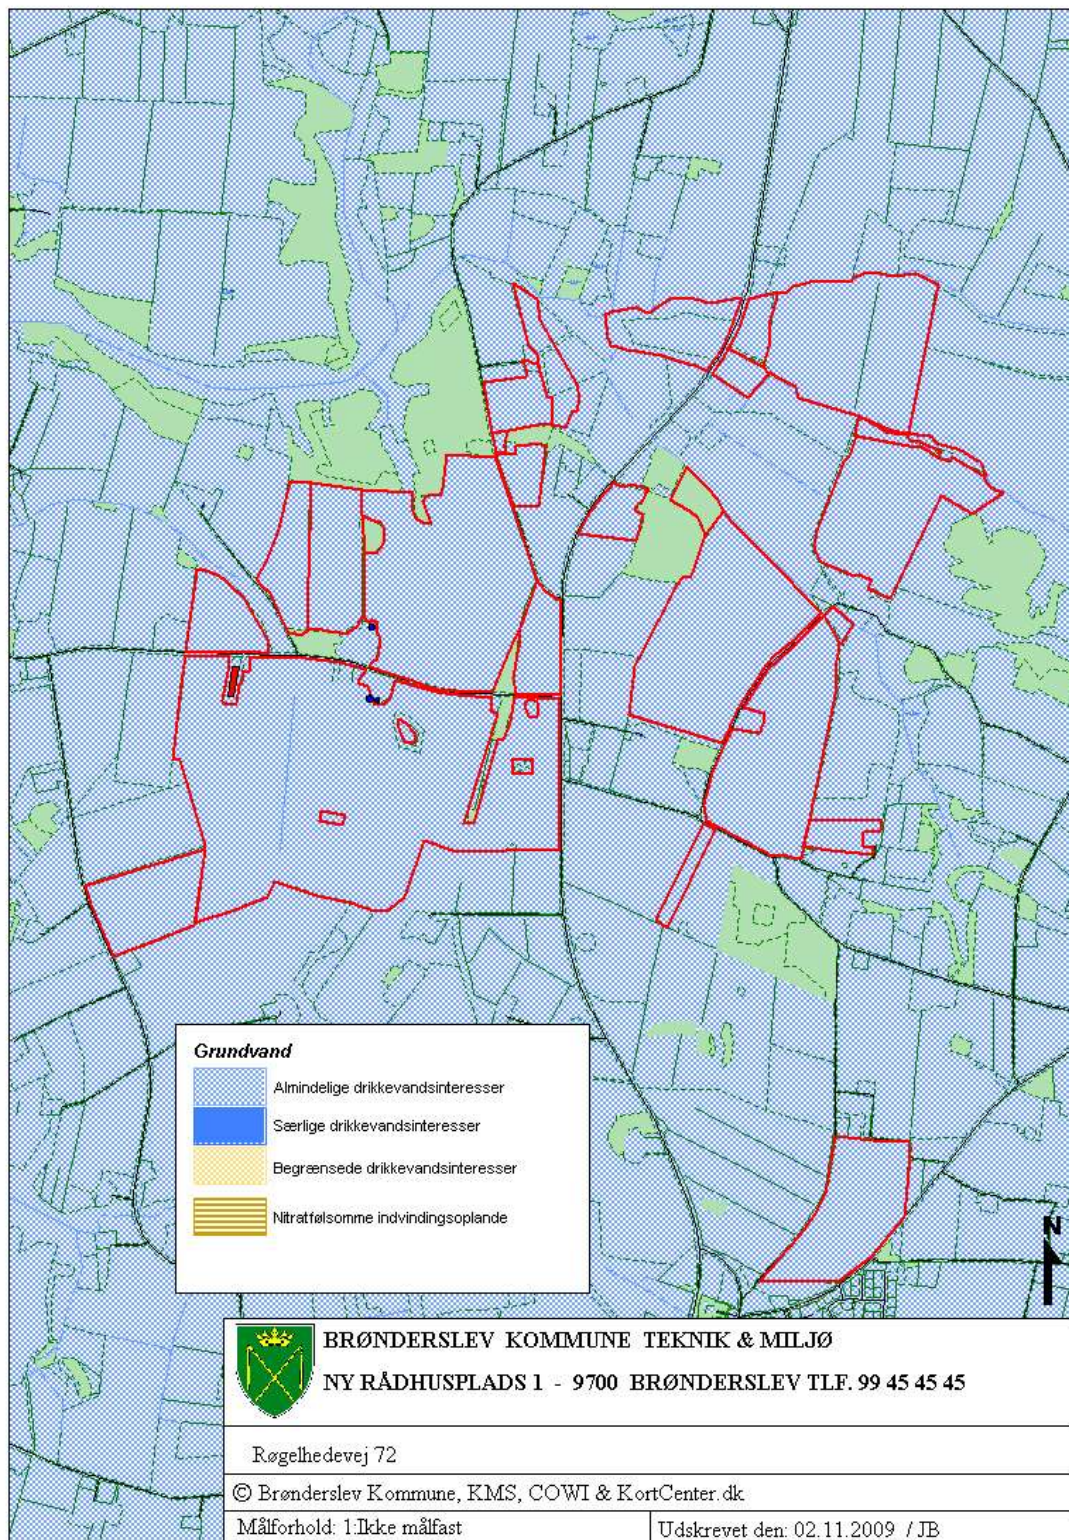 Grundvand
Almindelige drikkevandsinteresser
Særlige drikkevandsinteresser
Begrænsede drikkevandsinteresser
Nitratfølsomme indvindingsoplande
N
BRØNDERSLEV KOMMUNE TEKNIK & MILJØ
NY RÅDHUSPLADS 1 - 9700 BRØNDERSLEV TLF. 99 45 45 45
Røgelhedevej 72
© Brønderslev Kommune, KMS, COWI & KortCenter.dk
Målforhold: 1:Ikke målfast
Udskrevet den: 02.11.2009 / JB